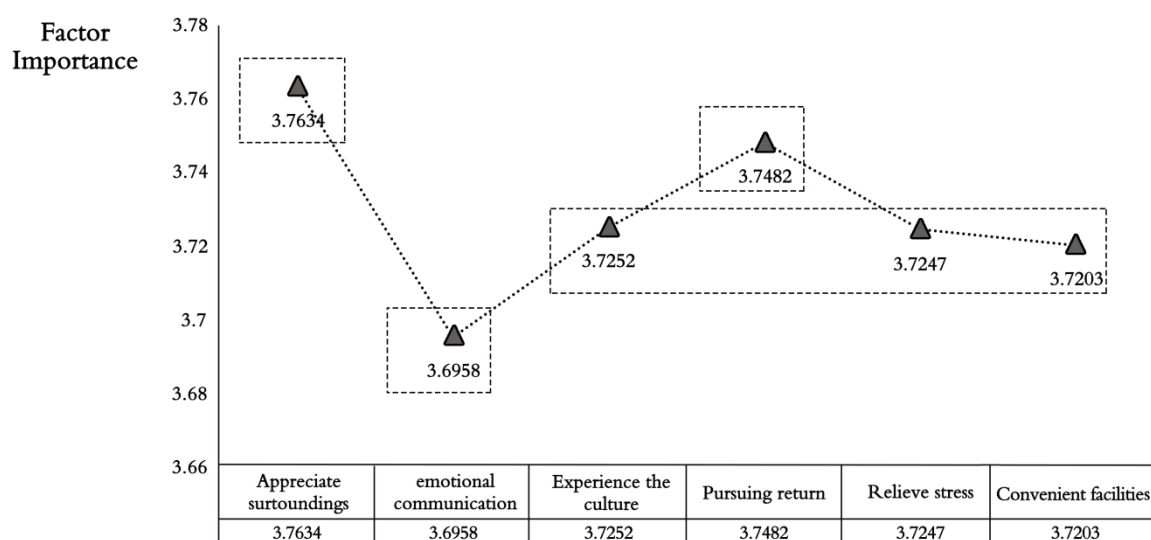 Factor
Importance
3.78
3.76
3.74
3.72
3.7
3.68
3.66
3.7634
3.6958
3.7252
3.7482
3.7247
3.7203
Appreciate
surtoundings
emotional
communication
Experience the
culture
Pursuing return
Relieve stress
Convenient facilities
3.7634
3.6958
3.7252
3.7482
3.7247
3.7203